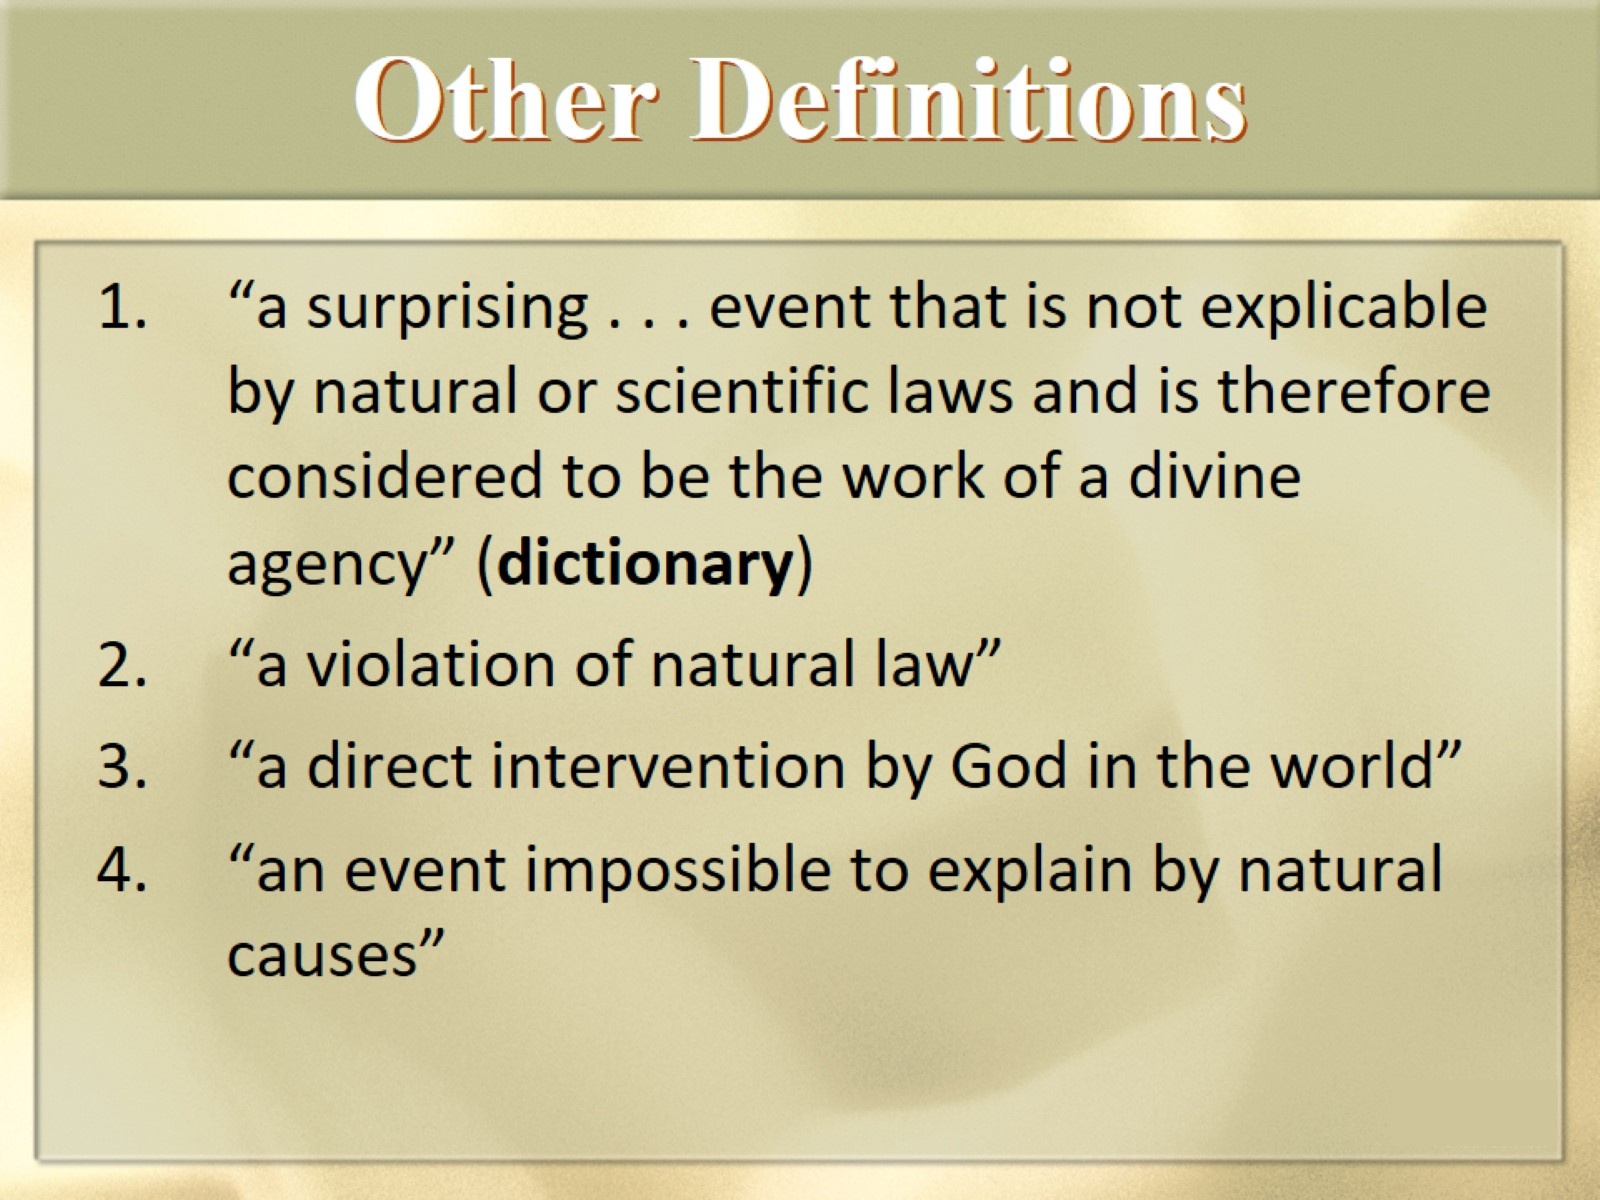 Other Definitions
1. “a surprising . . . event that is not explicable
by natural or scientific laws and is therefore
considered to be the work of a divine
agency” (dictionary)
2. “a violation of natural law”
3. “a direct intervention by God in the world”
4. “an event impossible to explain by natural
causes”